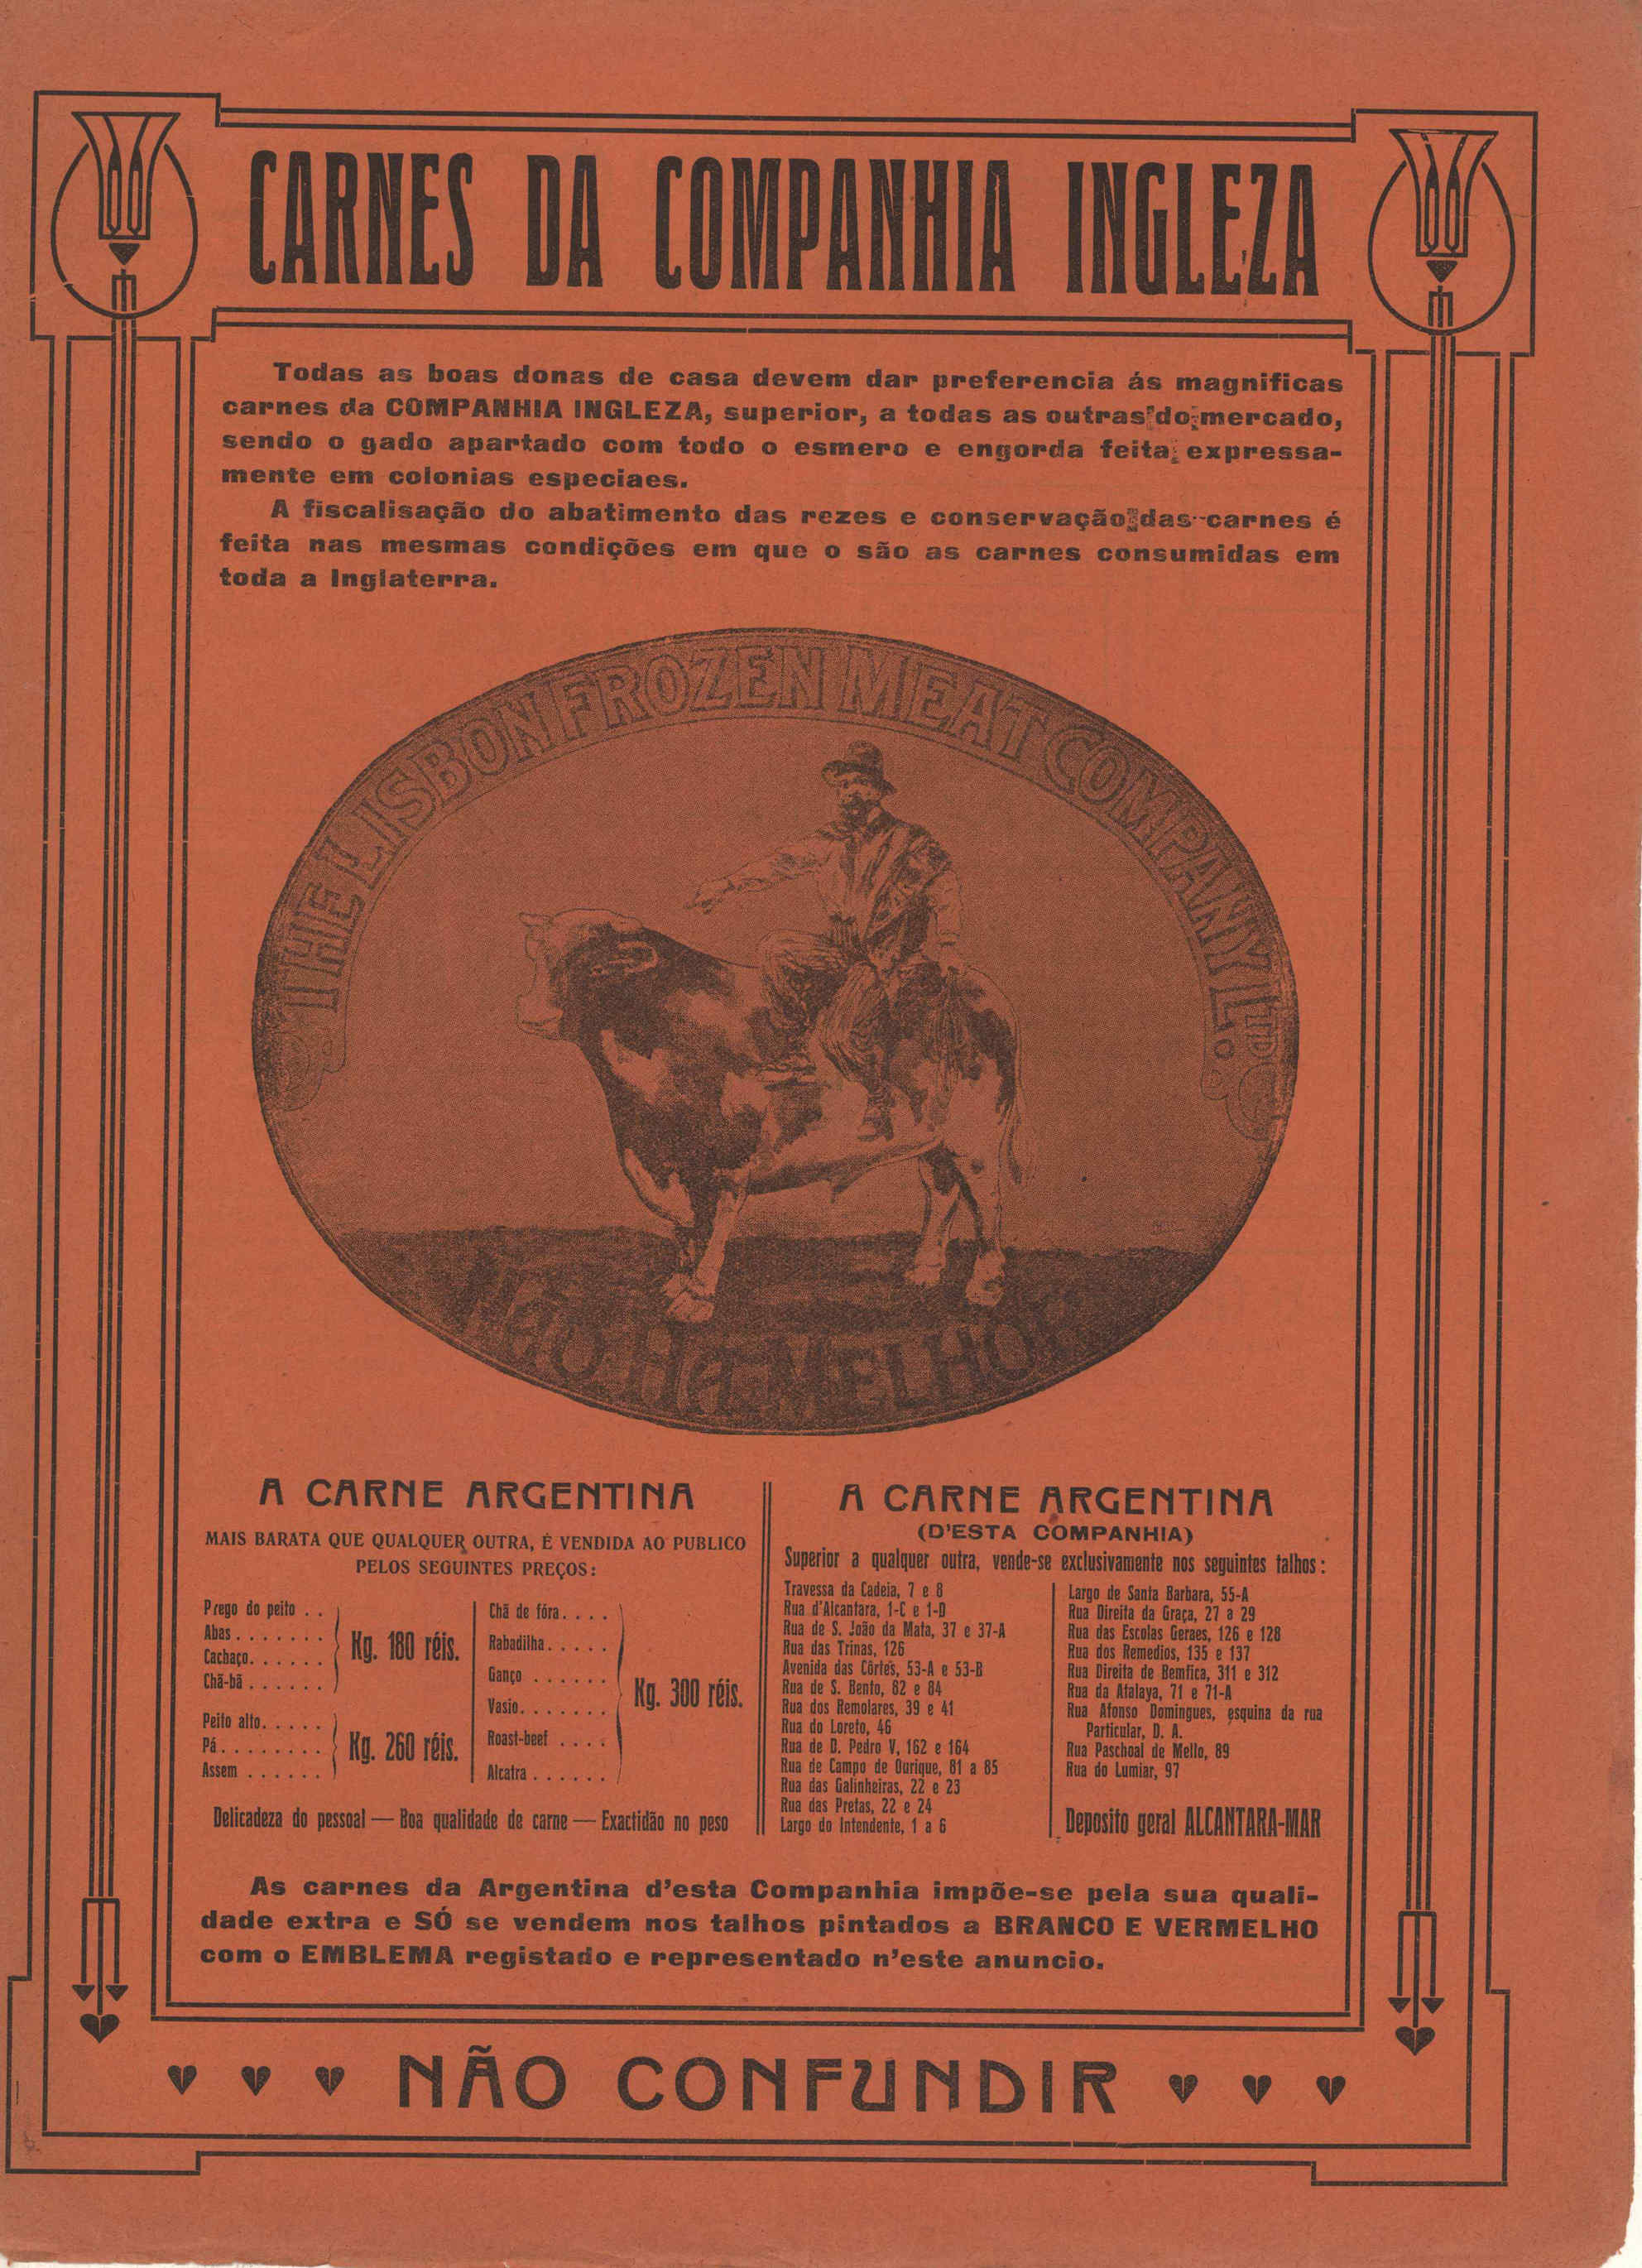 CARNES DA COMPANHIA INGLEZA
Todas as boas donas de casa devem dar preferencia ás magnificas
carnes da COMPANHIA INGLEZA, superior, a todas as outras do mercado,
sendo o gado apartado com todo o esmero e engorda feita expressa-
mente em colonias especiaes.
A fiscalisação do abatimento das rezes e conservação das carnes é
feita nas mesmas condições em que o são as carnes consumidas em
toda a Inglaterra.
THE LISBON FROZEN MEAT COMPANY LTD
NÃO HA MELHOR
A CARNE ARGENTINA
MAIS BARATA QUE QUALQUER OUTRA, É VENDIDA AO PUBLICO
PELOS SEGUINTES PREÇOS:
Prego do peito . .
Abas . . . . . . .
Cachaço. . . . . .
Chã-bã . . . . . .
Kg. 180 réis.
Peito alto. . . . .
Pá. . . . . . . . .
Assem . . . . . .
Kg. 260 réis.
Chã de fóra. . . .
Rabadilha. . . . .
Ganço . . . . . .
Vasio. . . . . . .
Roast-beef . . . .
Alcatra . . . . . .
Kg. 300 réis.
Delicadeza do pessoal — Boa qualidade de carne — Exactidão no peso
A CARNE ARGENTINA
(D'ESTA COMPANHIA)
Superior a qualquer outra, vende-se exclusivamente nos seguintes talhos:
Travessa da Cadeia, 7 e 8
Rua d'Alcantara, 1-C e 1-D
Rua de S. João da Mata, 37 e 37-A
Rua das Trinas, 126
Avenida das Côrtes, 53-A e 53-B
Rua de S. Bento, 82 e 84
Rua dos Remolares, 39 e 41
Rua do Loreto, 46
Rua de D. Pedro V, 162 e 164
Rua de Campo de Ourique, 81 a 85
Rua das Galinheiras, 22 e 23
Rua das Pretas, 22 e 24
Largo do Intendente, 1 a 6
Largo de Santa Barbara, 55-A
Rua Direita da Graça, 27 a 29
Rua das Escolas Geraes, 126 e 128
Rua dos Remedios, 135 e 137
Rua Direita de Bemfica, 311 e 312
Rua da Atalaya, 71 e 71-A
Rua Afonso Domingues, esquina da rua
Particular, D. A.
Rua Paschoal de Mello, 89
Rua do Lumiar, 97
Deposito geral ALCANTARA-MAR
As carnes da Argentina d'esta Companhia impõe-se pela sua quali-
dade extra e SÓ se vendem nos talhos pintados a BRANCO E VERMELHO
com o EMBLEMA registado e representado n'este anuncio.
NÃO CONFUNDIR